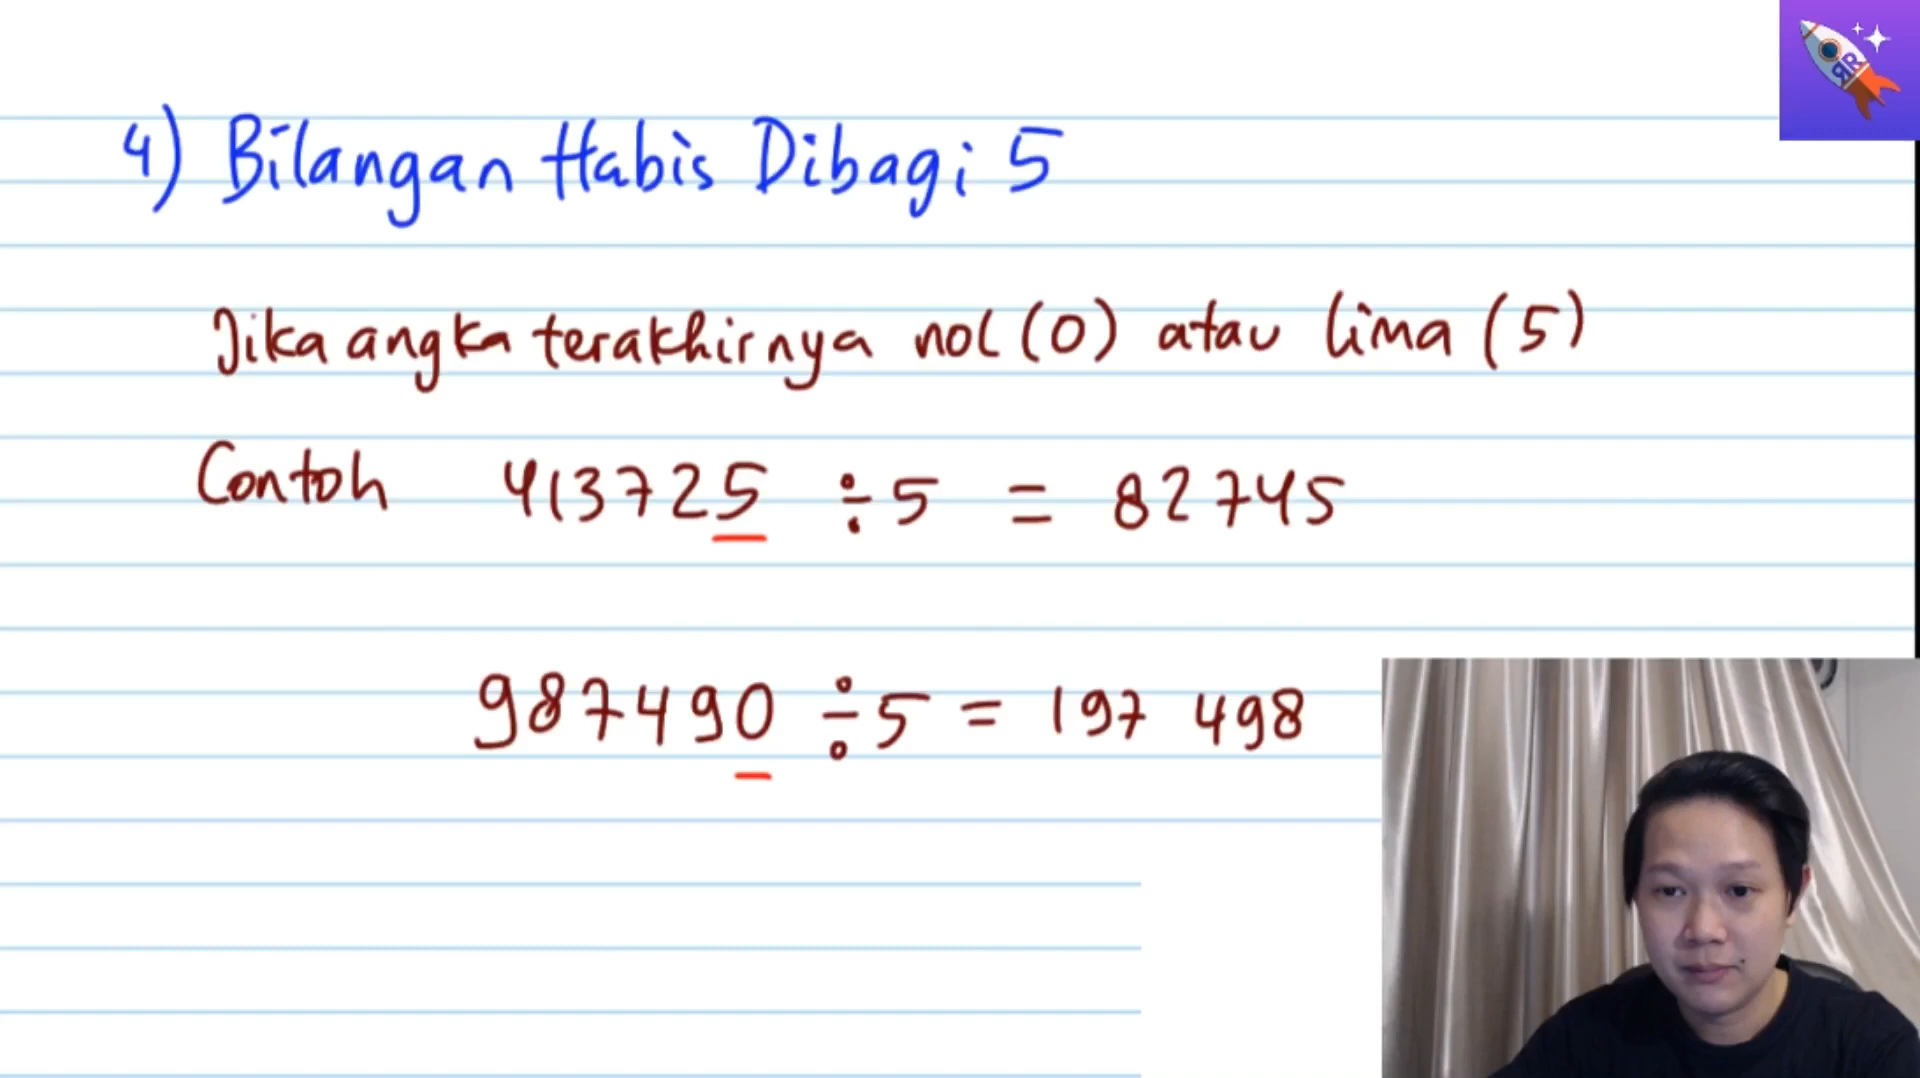 4) Bilangan Habis Dibagi 5
Jika angka terakhirnya nol (0) atau lima (5)
Contoh 413725 ÷ 5 = 82745
987490 ÷ 5 = 197 498